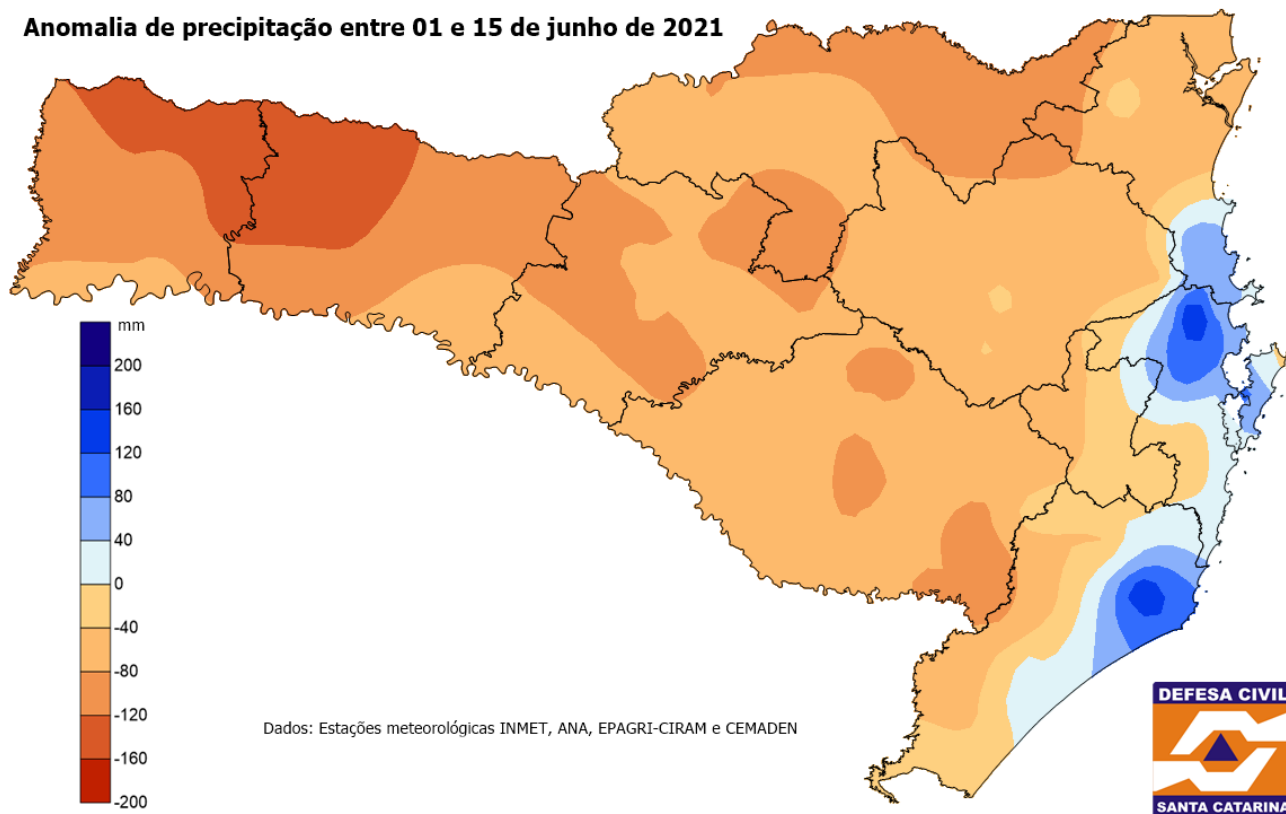 Anomalia de precipitação entre 01 e 15 de junho de 2021
mm
200
160
120
80
40
0
-40
-80
-120
-160
-200
Dados: Estações meteorológicas INMET, ANA, EPAGRI-CIRAM e CEMADEN
DEFESA CIVIL
SANTA CATARINA